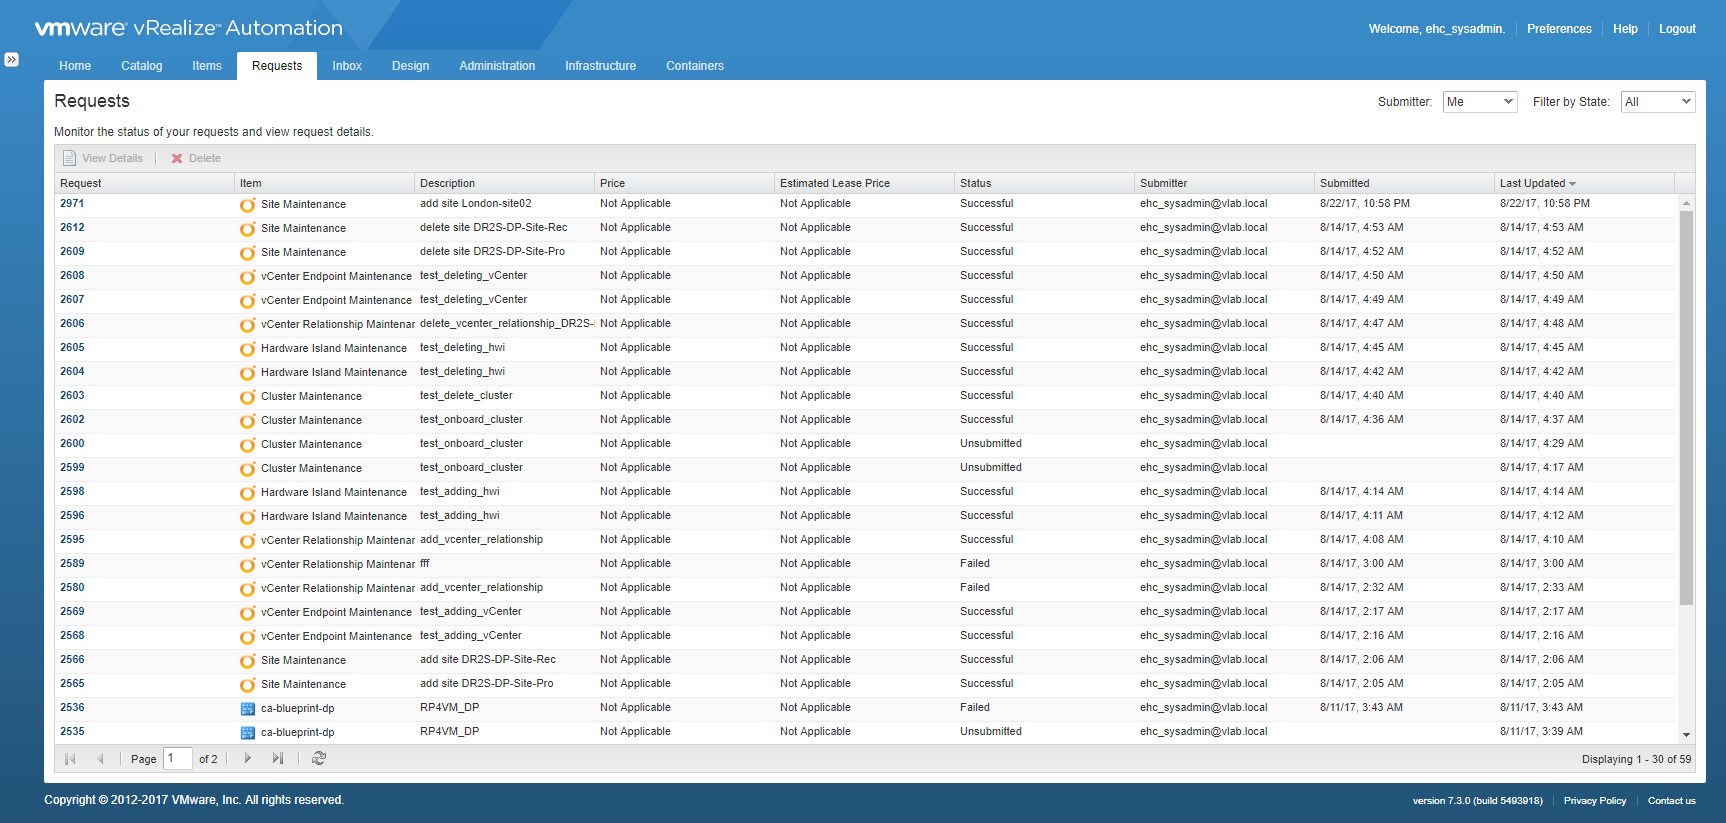 vmware® vRealize™ Automation
Welcome, ehc_sysadmin. Preferences Help Logout
Home Catalog Items Requests Inbox Design Administration Infrastructure Containers
Requests
Submitter: Me Filter by State: All
Monitor the status of your requests and view request details.
View Details Delete
Request Item Description Price Estimated Lease Price Status Submitter Submitted Last Updated
2971 Site Maintenance add site London-site02 Not Applicable Not Applicable Successful ehc_sysadmin@vlab.local 8/22/17, 10:58 PM 8/22/17, 10:58 PM
2612 Site Maintenance delete site DR2S-DP-Site-Rec Not Applicable Not Applicable Successful ehc_sysadmin@vlab.local 8/14/17, 4:53 AM 8/14/17, 4:53 AM
2609 Site Maintenance delete site DR2S-DP-Site-Pro Not Applicable Not Applicable Successful ehc_sysadmin@vlab.local 8/14/17, 4:52 AM 8/14/17, 4:52 AM
2608 vCenter Endpoint Maintenance test_deleting_vCenter Not Applicable Not Applicable Successful ehc_sysadmin@vlab.local 8/14/17, 4:50 AM 8/14/17, 4:50 AM
2607 vCenter Endpoint Maintenance test_deleting_vCenter Not Applicable Not Applicable Successful ehc_sysadmin@vlab.local 8/14/17, 4:49 AM 8/14/17, 4:49 AM
2606 vCenter Relationship Maintenar delete_vcenter_relationship_DR2S- Not Applicable Not Applicable Successful ehc_sysadmin@vlab.local 8/14/17, 4:47 AM 8/14/17, 4:48 AM
2605 Hardware Island Maintenance test_deleting_hwi Not Applicable Not Applicable Successful ehc_sysadmin@vlab.local 8/14/17, 4:45 AM 8/14/17, 4:45 AM
2604 Hardware Island Maintenance test_deleting_hwi Not Applicable Not Applicable Successful ehc_sysadmin@vlab.local 8/14/17, 4:42 AM 8/14/17, 4:42 AM
2603 Cluster Maintenance test_delete_cluster Not Applicable Not Applicable Successful ehc_sysadmin@vlab.local 8/14/17, 4:40 AM 8/14/17, 4:40 AM
2602 Cluster Maintenance test_onboard_cluster Not Applicable Not Applicable Successful ehc_sysadmin@vlab.local 8/14/17, 4:36 AM 8/14/17, 4:37 AM
2600 Cluster Maintenance test_onboard_cluster Not Applicable Not Applicable Unsubmitted ehc_sysadmin@vlab.local 8/14/17, 4:29 AM
2599 Cluster Maintenance test_onboard_cluster Not Applicable Not Applicable Unsubmitted ehc_sysadmin@vlab.local 8/14/17, 4:17 AM
2598 Hardware Island Maintenance test_adding_hwi Not Applicable Not Applicable Successful ehc_sysadmin@vlab.local 8/14/17, 4:14 AM 8/14/17, 4:14 AM
2596 Hardware Island Maintenance test_adding_hwi Not Applicable Not Applicable Successful ehc_sysadmin@vlab.local 8/14/17, 4:11 AM 8/14/17, 4:12 AM
2595 vCenter Relationship Maintenar add_vcenter_relationship Not Applicable Not Applicable Successful ehc_sysadmin@vlab.local 8/14/17, 4:08 AM 8/14/17, 4:10 AM
2589 vCenter Relationship Maintenar fff Not Applicable Not Applicable Failed ehc_sysadmin@vlab.local 8/14/17, 3:00 AM 8/14/17, 3:00 AM
2580 vCenter Relationship Maintenar add_vcenter_relationship Not Applicable Not Applicable Failed ehc_sysadmin@vlab.local 8/14/17, 2:32 AM 8/14/17, 2:33 AM
2569 vCenter Endpoint Maintenance test_adding_vCenter Not Applicable Not Applicable Successful ehc_sysadmin@vlab.local 8/14/17, 2:17 AM 8/14/17, 2:17 AM
2568 vCenter Endpoint Maintenance test_adding_vCenter Not Applicable Not Applicable Successful ehc_sysadmin@vlab.local 8/14/17, 2:16 AM 8/14/17, 2:16 AM
2566 Site Maintenance add site DR2S-DP-Site-Rec Not Applicable Not Applicable Successful ehc_sysadmin@vlab.local 8/14/17, 2:06 AM 8/14/17, 2:06 AM
2565 Site Maintenance add site DR2S-DP-Site-Pro Not Applicable Not Applicable Successful ehc_sysadmin@vlab.local 8/14/17, 2:05 AM 8/14/17, 2:05 AM
2536 ca-blueprint-dp RP4VM_DP Not Applicable Not Applicable Failed ehc_sysadmin@vlab.local 8/11/17, 3:43 AM 8/11/17, 3:43 AM
2535 ca-blueprint-dp RP4VM_DP Not Applicable Not Applicable Unsubmitted ehc_sysadmin@vlab.local 8/11/17, 3:39 AM
Page 1 of 2 Displaying 1 - 30 of 59
Copyright © 2012-2017 VMware, Inc. All rights reserved.
version 7.3.0 (build 5493918) Privacy Policy Contact us